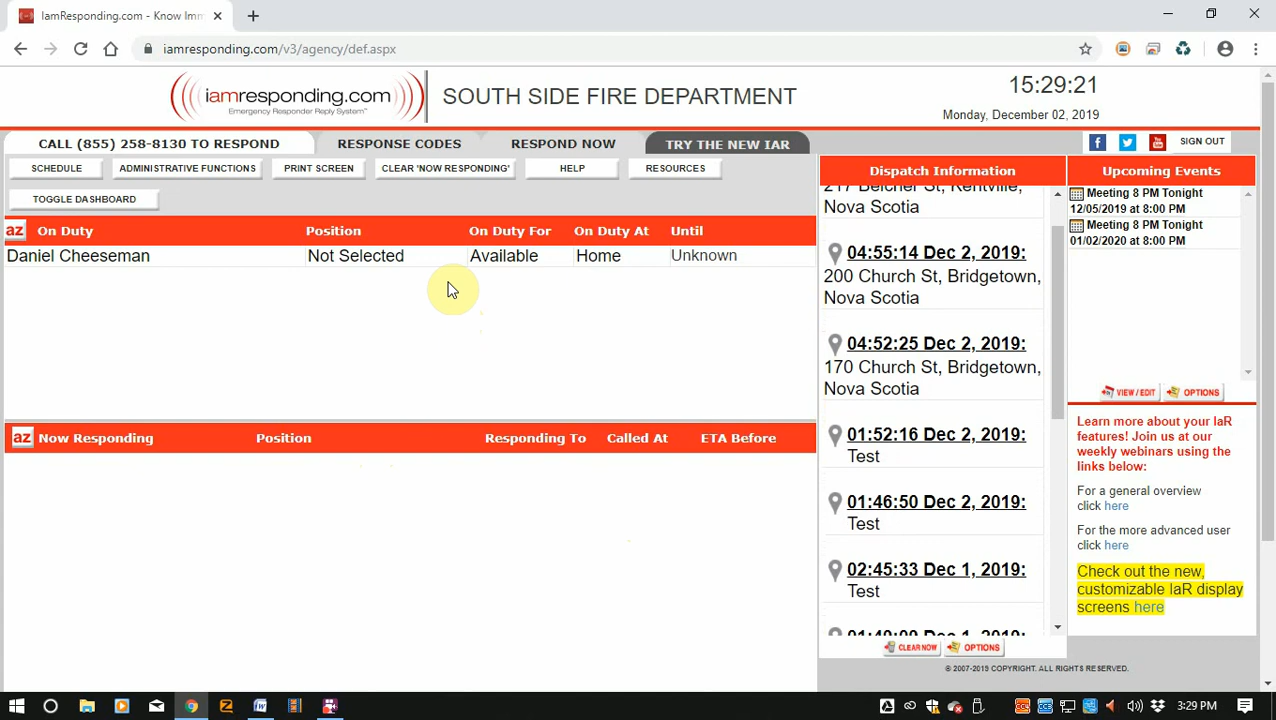 IamResponding.com - Know Imm
iamresponding.com/v3/agency/def.aspx
iamresponding.com
Emergency Responder Reply System™
SOUTH SIDE FIRE DEPARTMENT
15:29:21
Monday, December 02, 2019
CALL (855) 258-8130 TO RESPOND
RESPONSE CODES
RESPOND NOW
TRY THE NEW IAR
SIGN OUT
SCHEDULE
ADMINISTRATIVE FUNCTIONS
PRINT SCREEN
CLEAR 'NOW RESPONDING'
HELP
RESOURCES
TOGGLE DASHBOARD
az On Duty Position On Duty For On Duty At Until
Daniel Cheeseman Not Selected Available Home Unknown
az Now Responding Position Responding To Called At ETA Before
Dispatch Information
217 Belcher St, Kentville,
Nova Scotia
04:55:14 Dec 2, 2019:
200 Church St, Bridgetown,
Nova Scotia
04:52:25 Dec 2, 2019:
170 Church St, Bridgetown,
Nova Scotia
01:52:16 Dec 2, 2019:
Test
01:46:50 Dec 2, 2019:
Test
02:45:33 Dec 1, 2019:
Test
CLEAR NOW
OPTIONS
Upcoming Events
Meeting 8 PM Tonight
12/05/2019 at 8:00 PM
Meeting 8 PM Tonight
01/02/2020 at 8:00 PM
VIEW / EDIT
OPTIONS
Learn more about your IaR
features! Join us at our
weekly webinars using the
links below:
For a general overview
click here
For the more advanced user
click here
Check out the new,
customizable IaR display
screens here
© 2007-2019 COPYRIGHT. ALL RIGHTS RESERVED.
3:29 PM